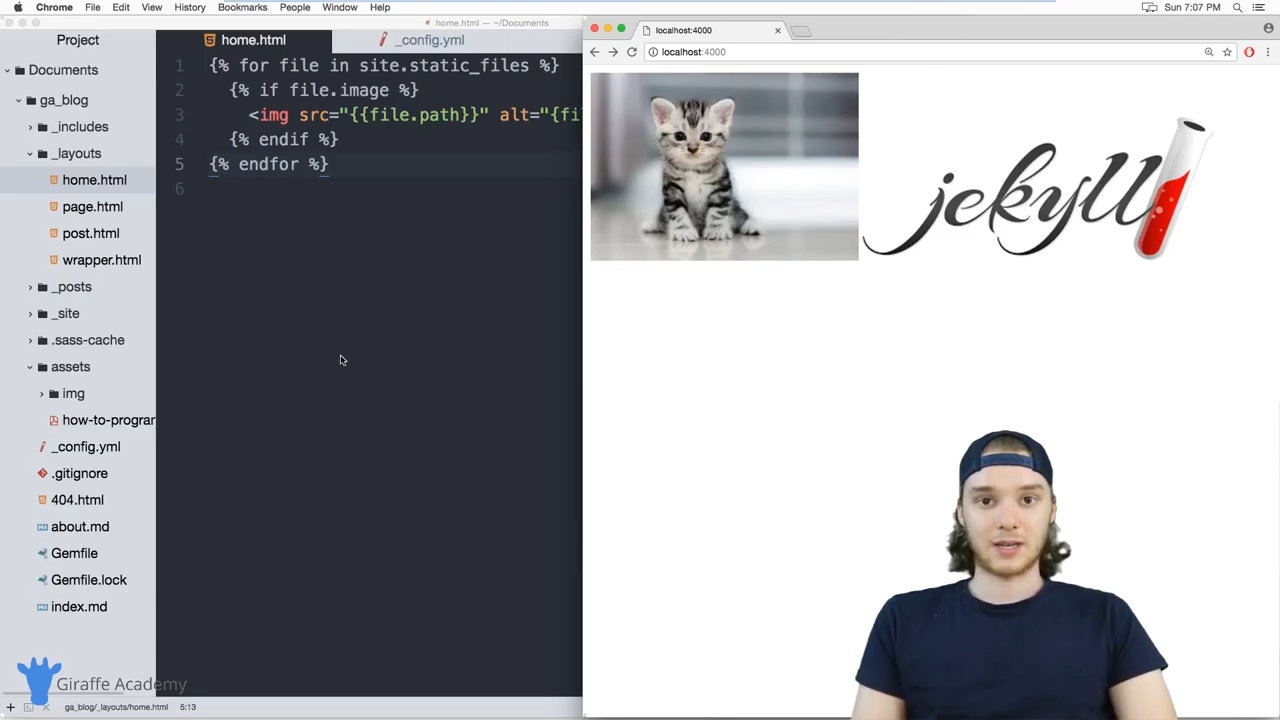 Chrome File Edit View History Bookmarks People Window Help Sun 7:07 PM
home.html — ~/Documents
Project
Documents
ga_blog
_includes
_layouts
home.html
page.html
post.html
wrapper.html
_posts
_site
.sass-cache
assets
img
how-to-prograr
_config.yml
.gitignore
404.html
about.md
Gemfile
Gemfile.lock
index.md
Giraffe Academy
ga_blog/_layouts/home.html 5:13
home.html _config.yml
1 {% for file in site.static_files %}
2 {% if file.image %}
3 <img src="{{file.path}}" alt="{fi
4 {% endif %}
5 {% endfor %}
6
localhost:4000
localhost:4000
jekyll